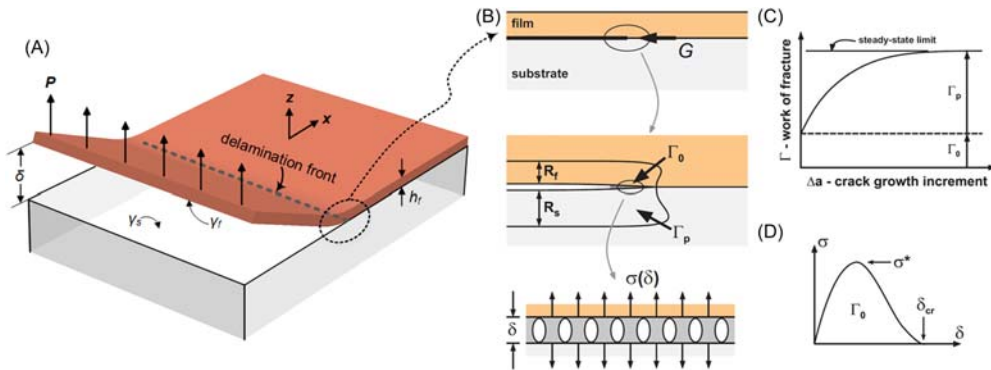 (A)
P
z
x
delamination front
δ
h_f
γ_s
γ_f
(B)
film
G
substrate
Γ_0
R_f
R_s
Γ_p
σ(δ)
δ
(C)
steady-state limit
Γ - work of fracture
Γ_p
Γ_0
Δa - crack growth increment
(D)
σ
σ*
Γ_0
δ_cr
δ